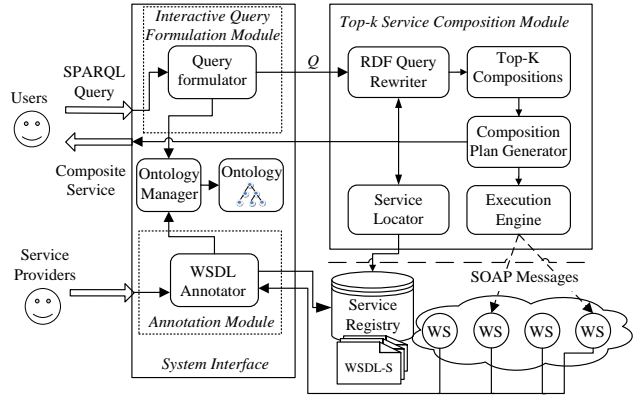 Interactive Query
Formulation Module
Top-k Service Composition Module
SPARQL
Query
Query
formulator
Q
RDF Query
Rewriter
Top-K
Compositions
Users
Composition
Plan Generator
Composite
Service
Ontology
Manager
Ontology
Service
Locator
Execution
Engine
Service
Providers
WSDL
Annotator
SOAP Messages
Service
Registry
WS
WS
WS
WS
Annotation Module
System Interface
WSDL-S